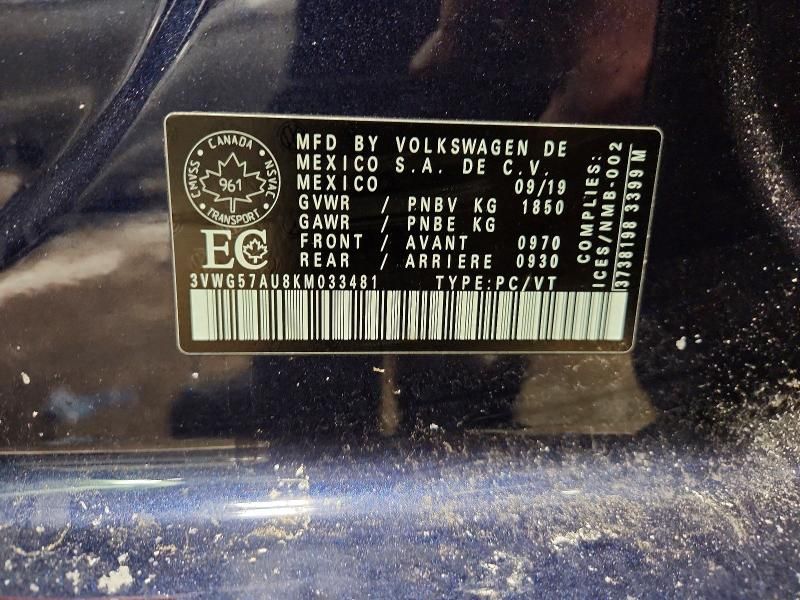 CANADA
CMVSS • NSVAC
961
TRANSPORT
EC
MFD BY VOLKSWAGEN DE
MEXICO S.A. DE C.V.
MEXICO 09/19
GVWR / PNBV KG 1850
GAWR / PNBE KG
FRONT / AVANT 0970
REAR / ARRIERE 0930
3VWG57AU8KM033481 TYPE:PC/VT
COMPLIES:
ICES/NMB-002
3738198 3399 M